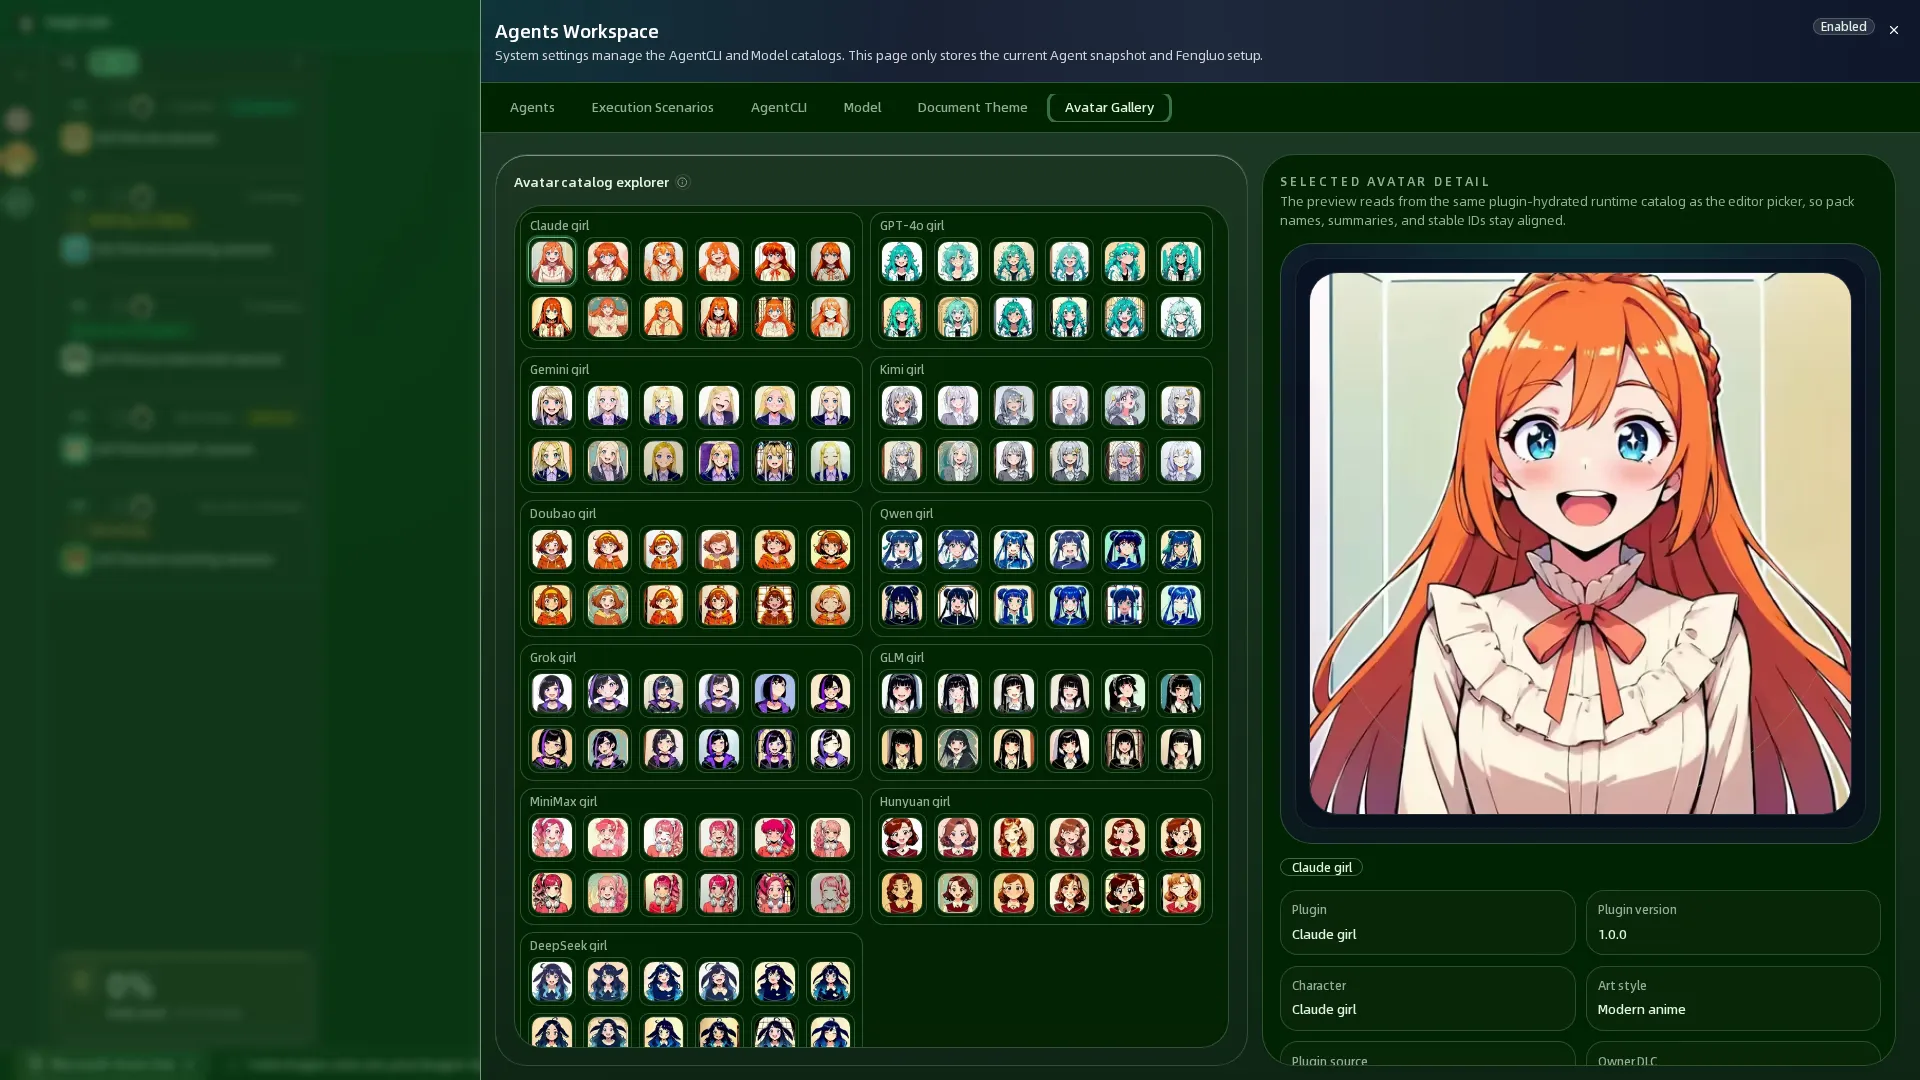 Agents Workspace
System settings manage the AgentCLI and Model catalogs. This page only stores the current Agent snapshot and Fengluo setup.
Enabled
Agents
Execution Scenarios
AgentCLI
Model
Document Theme
Avatar Gallery
Avatar catalog explorer
Claude girl
GPT-4o girl
Gemini girl
Kimi girl
Doubao girl
Qwen girl
Grok girl
GLM girl
MiniMax girl
Hunyuan girl
DeepSeek girl
SELECTED AVATAR DETAIL
The preview reads from the same plugin-hydrated runtime catalog as the editor picker, so pack
names, summaries, and stable IDs stay aligned.
Claude girl
Plugin
Claude girl
Plugin version
1.0.0
Character
Claude girl
Art style
Modern anime
Plugin source
Owner DLC